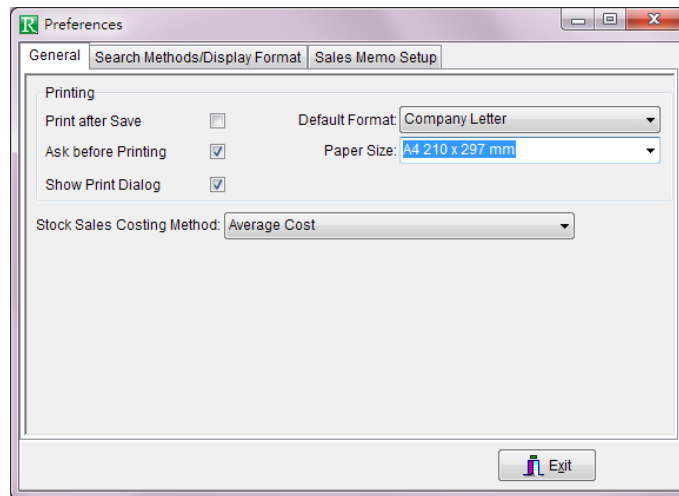 R Preferences
General Search Methods/Display Format Sales Memo Setup
Printing
Print after Save Default Format: Company Letter
Ask before Printing Paper Size: A4 210 x 297 mm
Show Print Dialog
Stock Sales Costing Method: Average Cost
Exit